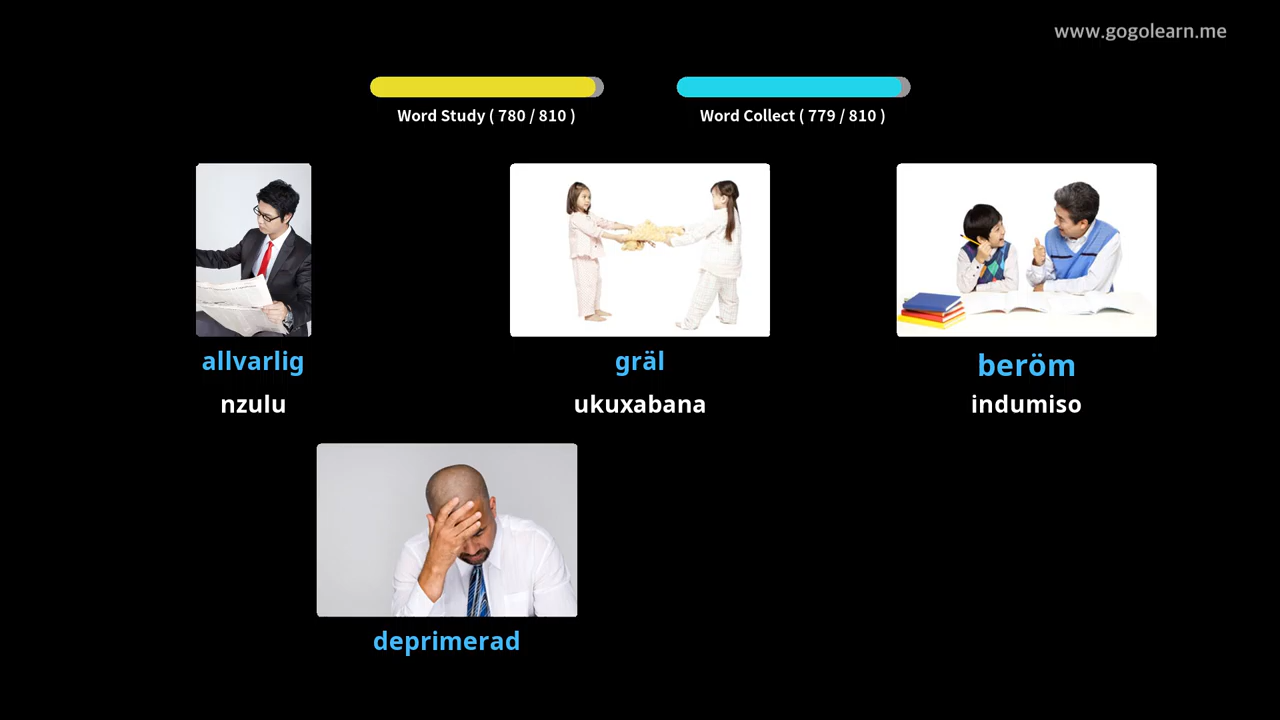 www.gogolearn.me
Word Study ( 780 / 810 )
Word Collect ( 779 / 810 )
allvarlig
nzulu
gräl
ukuxabana
beröm
indumiso
deprimerad